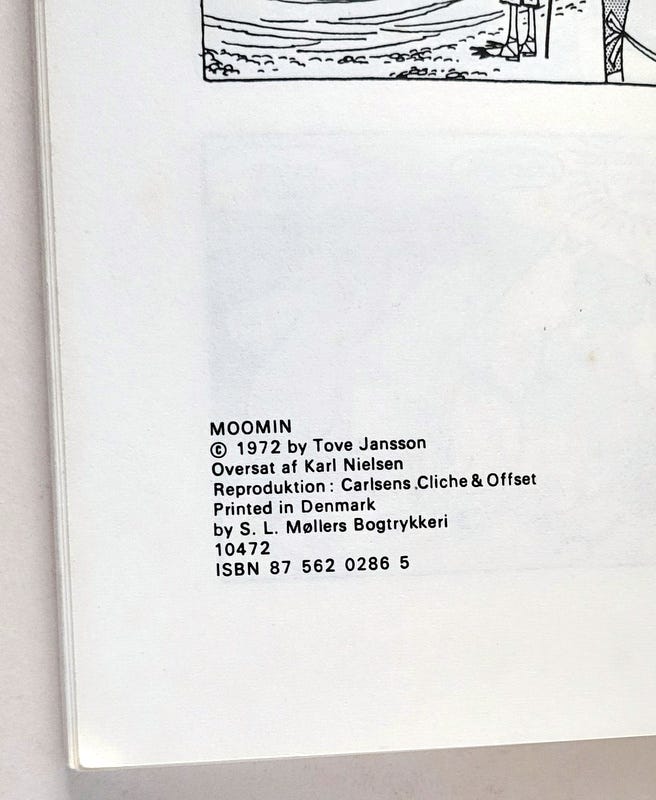 MOOMIN
© 1972 by Tove Jansson
Oversat af Karl Nielsen
Reproduktion: Carlsens Cliche & Offset
Printed in Denmark
by S. L. Møllers Bogtrykkeri
10472
ISBN 87 562 0286 5